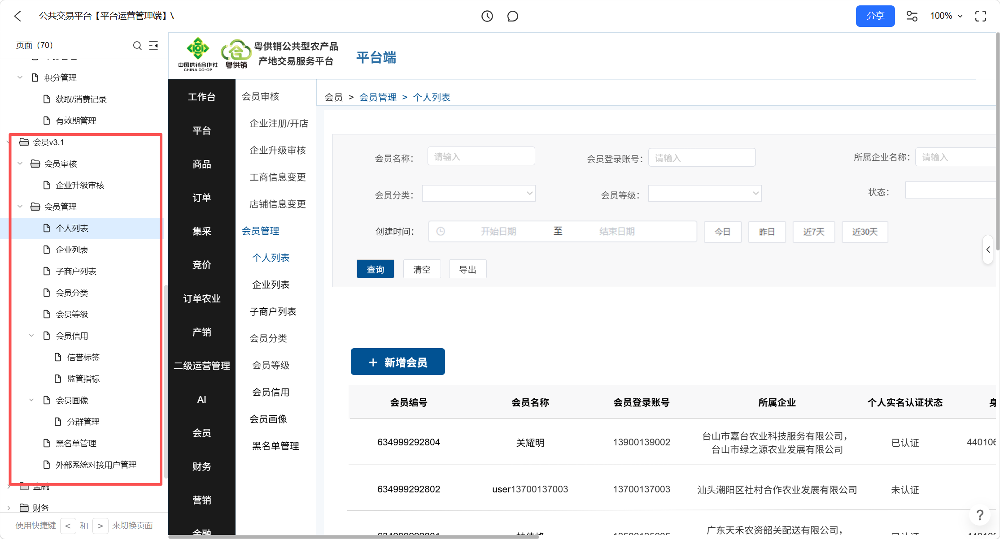 公共交易平台【平台运营管理端】\
分享
100%
页面（70）
积分管理
获取/消费记录
有效期管理
会员v3.1
会员审核
企业升级审核
会员管理
个人列表
企业列表
子商户列表
会员分类
会员等级
会员信用
信誉标签
监管指标
会员画像
分群管理
黑名单管理
外部系统对接用户管理
金融
财务
使用快捷键 < 和 > 来切换页面
中国供销合作社
CHINA CO-OP
粤供销
粤供销公共型农产品
产地交易服务平台
平台端
工作台
平台
商品
订单
集采
竞价
订单农业
产销
二级运营管理
AI
会员
财务
营销
金融
会员审核
企业注册/开店
企业升级审核
工商信息变更
店铺信息变更
会员管理
个人列表
企业列表
子商户列表
会员分类
会员等级
会员信用
会员画像
黑名单管理
会员 > 会员管理 > 个人列表
会员名称： 请输入 会员登录账号： 请输入 所属企业名称： 请输入
会员分类： 会员等级： 状态：
创建时间： 开始日期 至 结束日期 今日 昨日 近7天 近30天
查询 清空 导出
+ 新增会员
会员编号 会员名称 会员登录账号 所属企业 个人实名认证状态 身
634999292804 关耀明 13900139002 台山市嘉台农业科技服务有限公司，
台山市绿之源农业发展有限公司 已认证 440106
634999292802 user13700137003 13700137003 汕头潮阳区社村合作农业发展有限公司 未认证
广东天禾农资韶关配送有限公司，
?